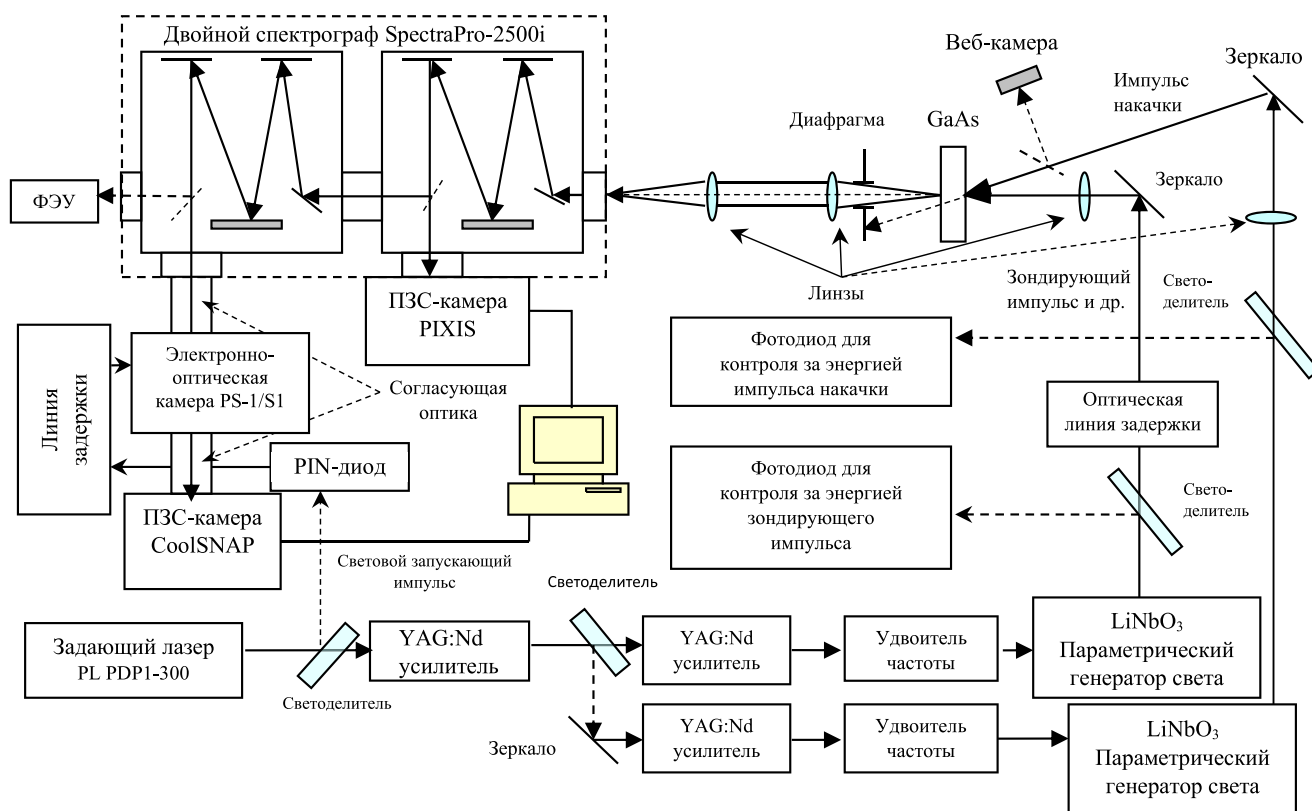 Двойной спектрограф SpectraPro-2500i
Веб-камера
Зеркало
Импульс
накачки
Диафрагма
GaAs
Зеркало
ФЭУ
Линзы
Зондирующий
импульс и др.
Свето-
делитель
ПЗС-камера
PIXIS
Линия
задержки
Электронно-
оптическая
камера PS-1/S1
Согласующая
оптика
Фотодиод для
контроля за энергией
импульса накачки
Оптическая
линия задержки
PIN-диод
Фотодиод для
контроля за энергией
зондирующего
импульса
Свето-
делитель
ПЗС-камера
CoolSNAP
Световой запускающий
импульс
Светоделитель
Задающий лазер
PL PDP1-300
Светоделитель
YAG:Nd
усилитель
YAG:Nd
усилитель
Удвоитель
частоты
LiNbO3
Параметрический
генератор света
Зеркало
YAG:Nd
усилитель
Удвоитель
частоты
LiNbO3
Параметрический
генератор света